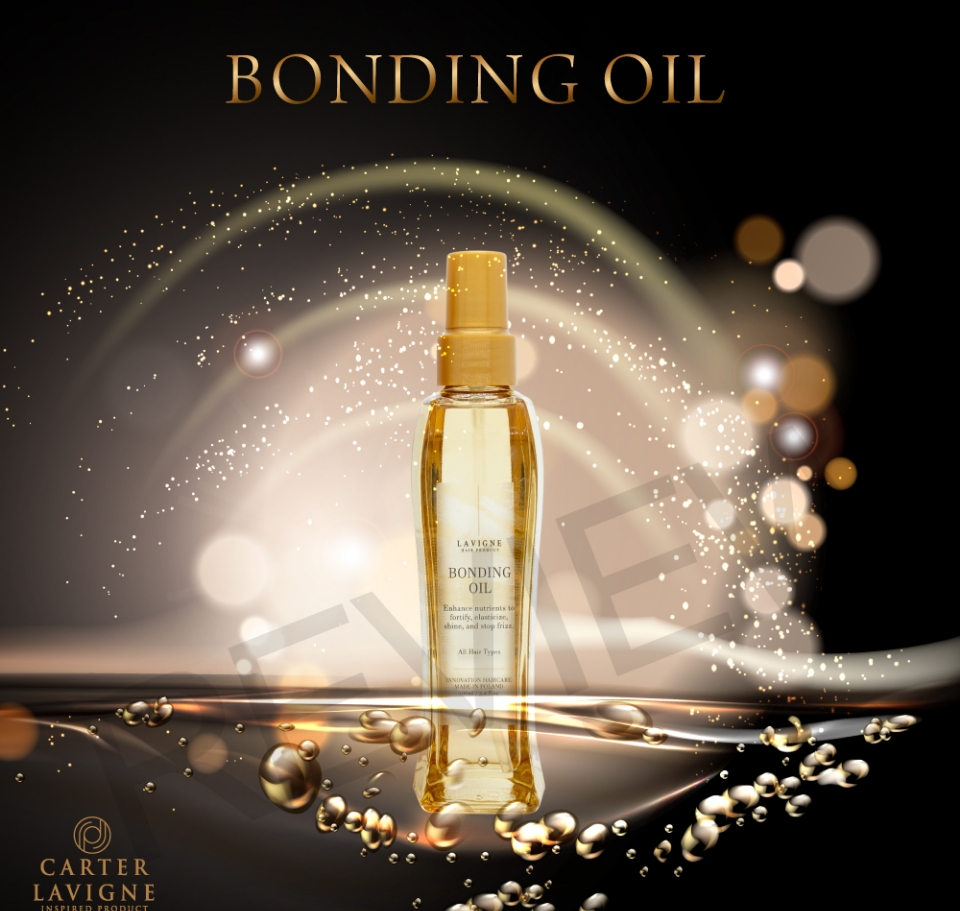 BONDING OIL
LAVIGNE
HAIR PRODUCT
BONDING
OIL
Enhance nutrients to
fortify, elasticize,
shine, and stop frizz.
All Hair Types
INNOVATION HAIRCARE
MADE IN POLAND
CARTER
LAVIGNE
INSPIRED PRODUCT